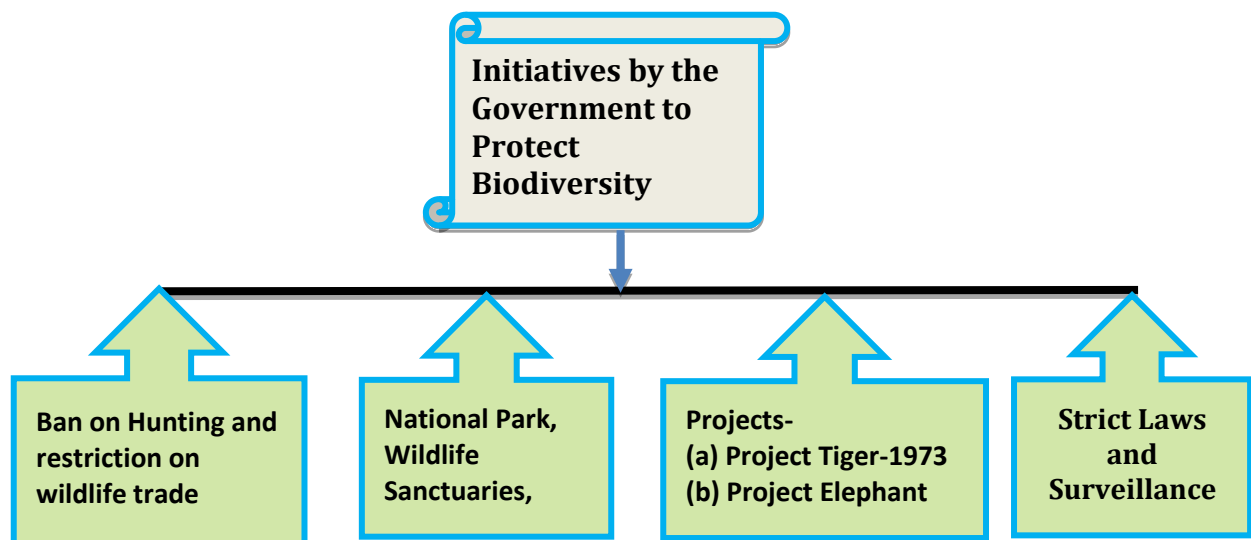 Initiatives by the
Government to
Protect
Biodiversity
Ban on Hunting and
restriction on
wildlife trade
National Park,
Wildlife
Sanctuaries,
Projects-
(a) Project Tiger-1973
(b) Project Elephant
Strict Laws
and
Surveillance